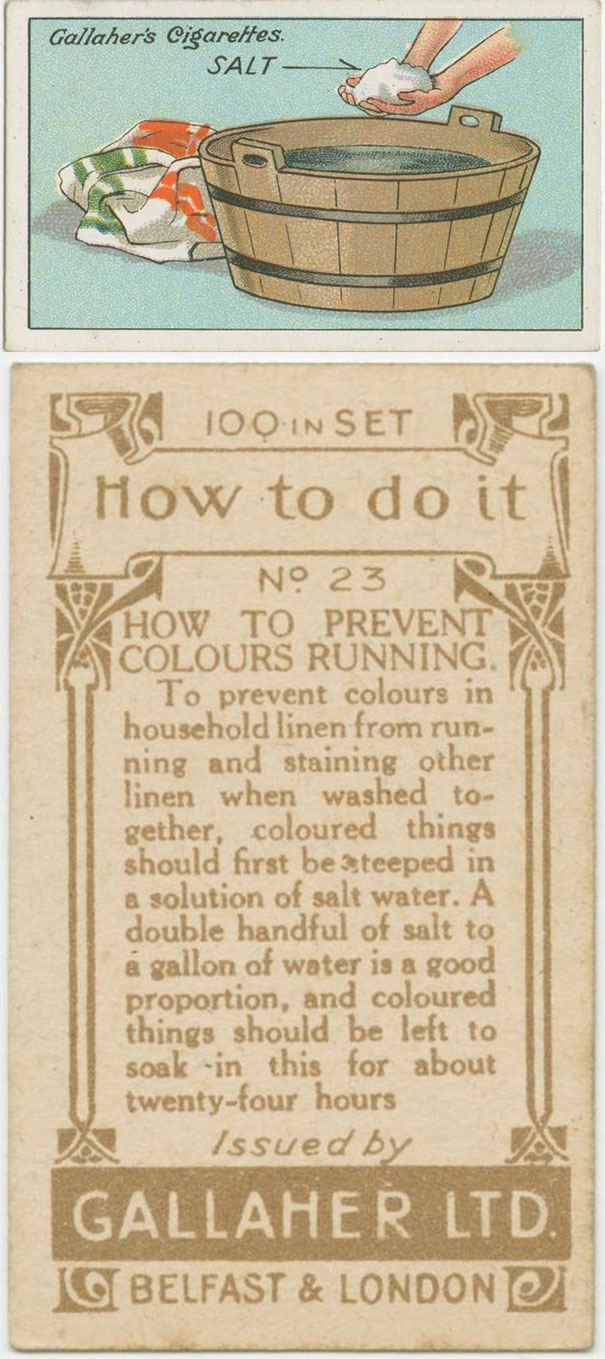 Gallaher's Cigarettes.
SALT
100 IN SET
How to do it
Nº 23
HOW TO PREVENT
COLOURS RUNNING.
To prevent colours in
household linen from run-
ning and staining other
linen when washed to-
gether, coloured things
should first be steeped in
a solution of salt water. A
double handful of salt to
a gallon of water is a good
proportion, and coloured
things should be left to
soak in this for about
twenty-four hours
Issued by
GALLAHER LTD.
BELFAST & LONDON